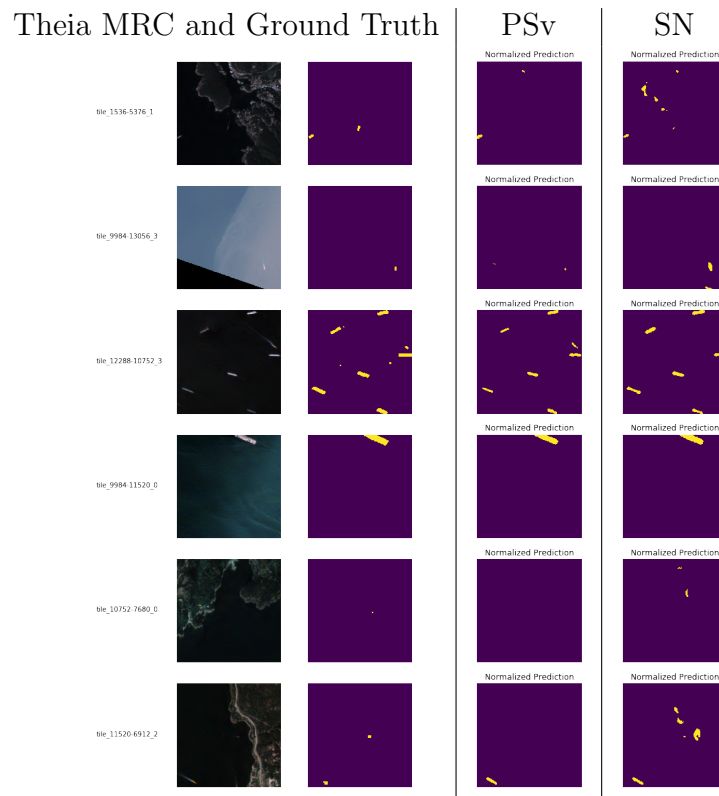 Theia MRC and Ground Truth PSv SN
Normalized Prediction Normalized Prediction
tile_1536-5376_1
Normalized Prediction Normalized Prediction
tile_9984-13056_3
Normalized Prediction Normalized Prediction
tile_12288-10752_3
Normalized Prediction Normalized Prediction
tile_9984-11520_0
Normalized Prediction Normalized Prediction
tile_10752-7680_0
Normalized Prediction Normalized Prediction
tile_11520-6912_2